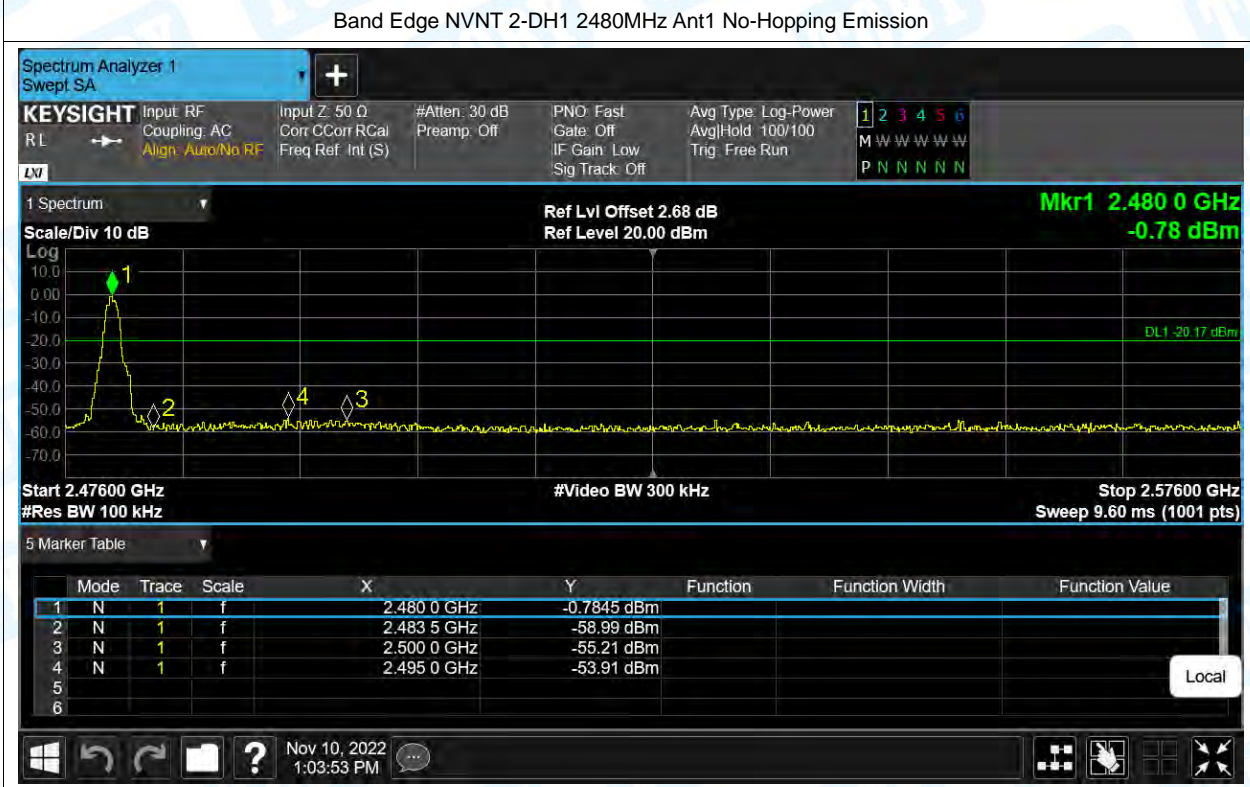 Band Edge NVNT 2-DH1 2480MHz Ant1 No-Hopping Emission
Spectrum Analyzer 1
Swept SA
KEYSIGHT
R L
LXI
Input: RF
Coupling: AC
Align: Auto/No RF
Input Z: 50 Ω
Corr CCorr RCal
Freq Ref: Int (S)
#Atten: 30 dB
Preamp: Off
PNO: Fast
Gate: Off
IF Gain: Low
Sig Track: Off
Avg Type: Log-Power
Avg|Hold: 100/100
Trig: Free Run
1 2 3 4 5 6
M W W W W W
P N N N N N
1 Spectrum
Scale/Div 10 dB
Ref Lvl Offset 2.68 dB
Ref Level 20.00 dBm
Mkr1 2.480 0 GHz
-0.78 dBm
Log
10.0
0.00
-10.0
-20.0
-30.0
-40.0
-50.0
-60.0
-70.0
1
2
4
3
DL1 -20.17 dBm
Start 2.47600 GHz
#Res BW 100 kHz
#Video BW 300 kHz
Stop 2.57600 GHz
Sweep 9.60 ms (1001 pts)
5 Marker Table
Mode Trace Scale X Y Function Function Width Function Value
1 N 1 f 2.480 0 GHz -0.7845 dBm
2 N 1 f 2.483 5 GHz -58.99 dBm
3 N 1 f 2.500 0 GHz -55.21 dBm
4 N 1 f 2.495 0 GHz -53.91 dBm
5
6
Local
Nov 10, 2022
1:03:53 PM